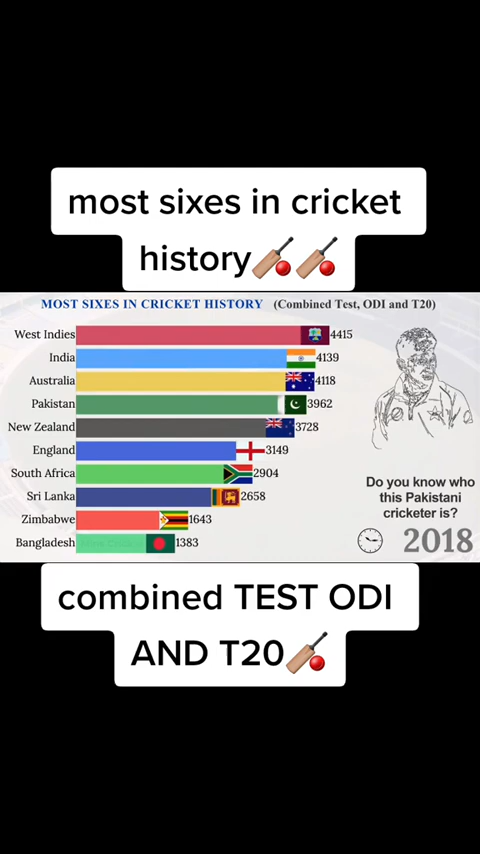 most sixes in cricket
history🏏🏏
MOST SIXES IN CRICKET HISTORY (Combined Test, ODI and T20)
West Indies 4415
India 4139
Australia 4118
Pakistan 3962
New Zealand 3728
England 3149
South Africa 2904
Sri Lanka 2658
Zimbabwe 1643
Bangladesh 1383
Do you know who
this Pakistani
cricketer is?
2018
combined TEST ODI
AND T20🏏